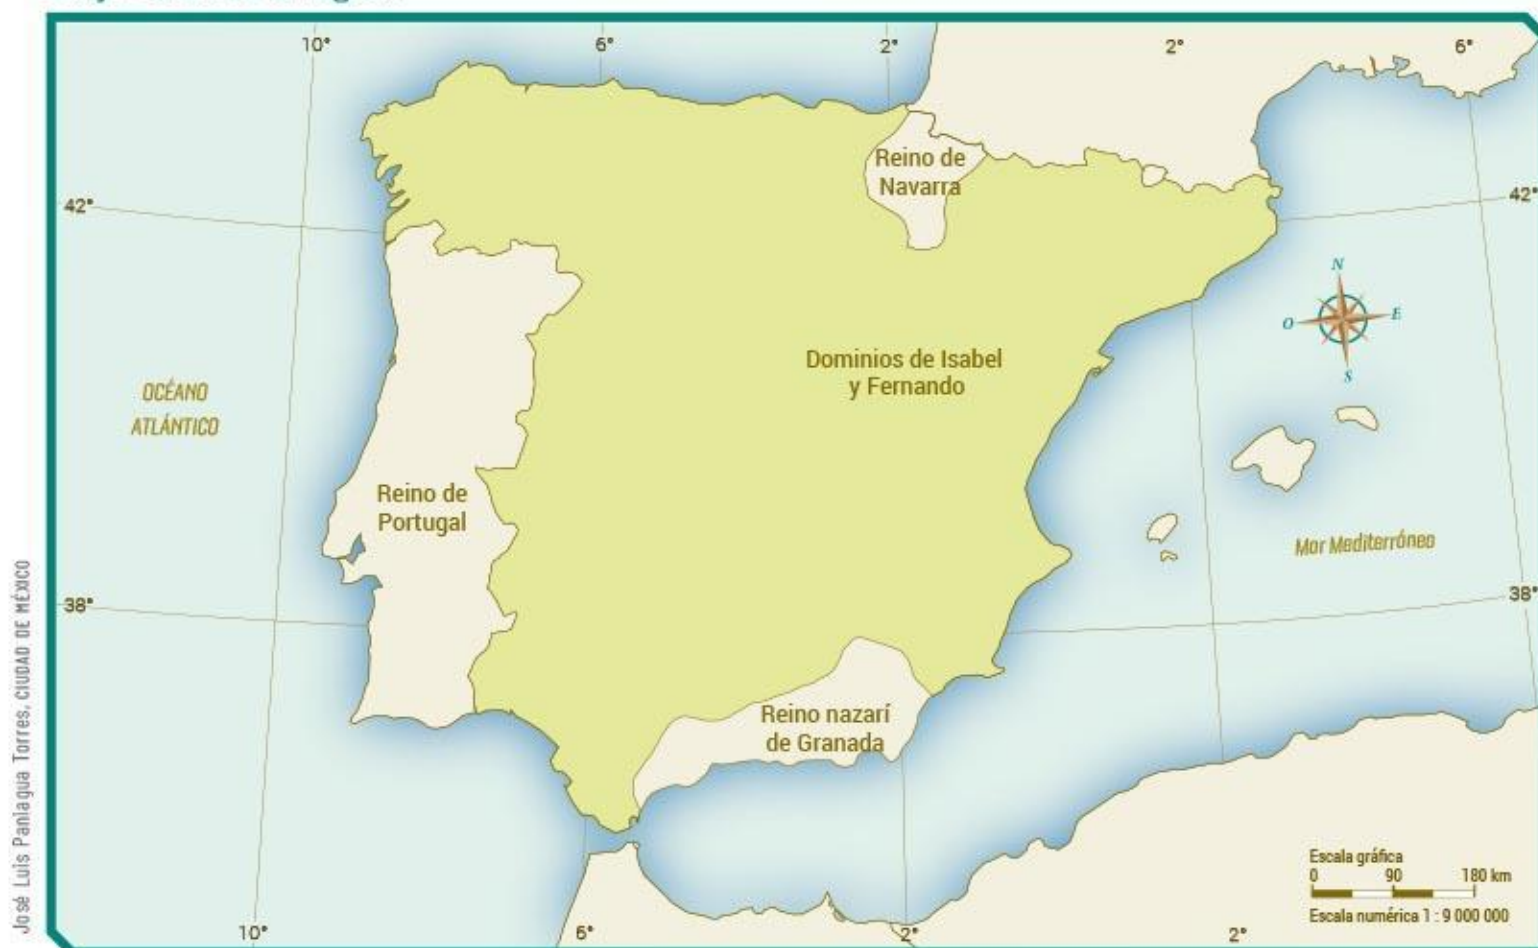 10°
6°
2°
2°
6°
42°
42°
Reino de
Navarra
N
O
E
S
Dominios de Isabel
y Fernando
OCÉANO
ATLÁNTICO
Reino de
Portugal
Mar Mediterráneo
38°
38°
Reino nazarí
de Granada
Escala gráfica
0 90 180 km
Escala numérica 1 : 9 000 000
10°
6°
2°
2°
José Luis Paniagua Torres, CIUDAD DE MÉXICO